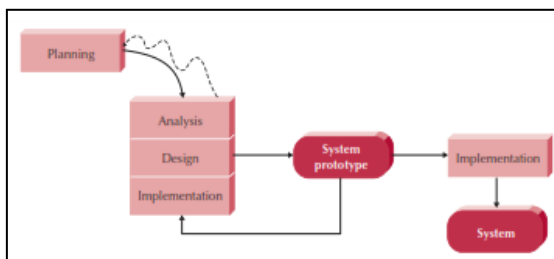 Planning
Analysis
Design
Implementation
System
prototype
Implementation
System